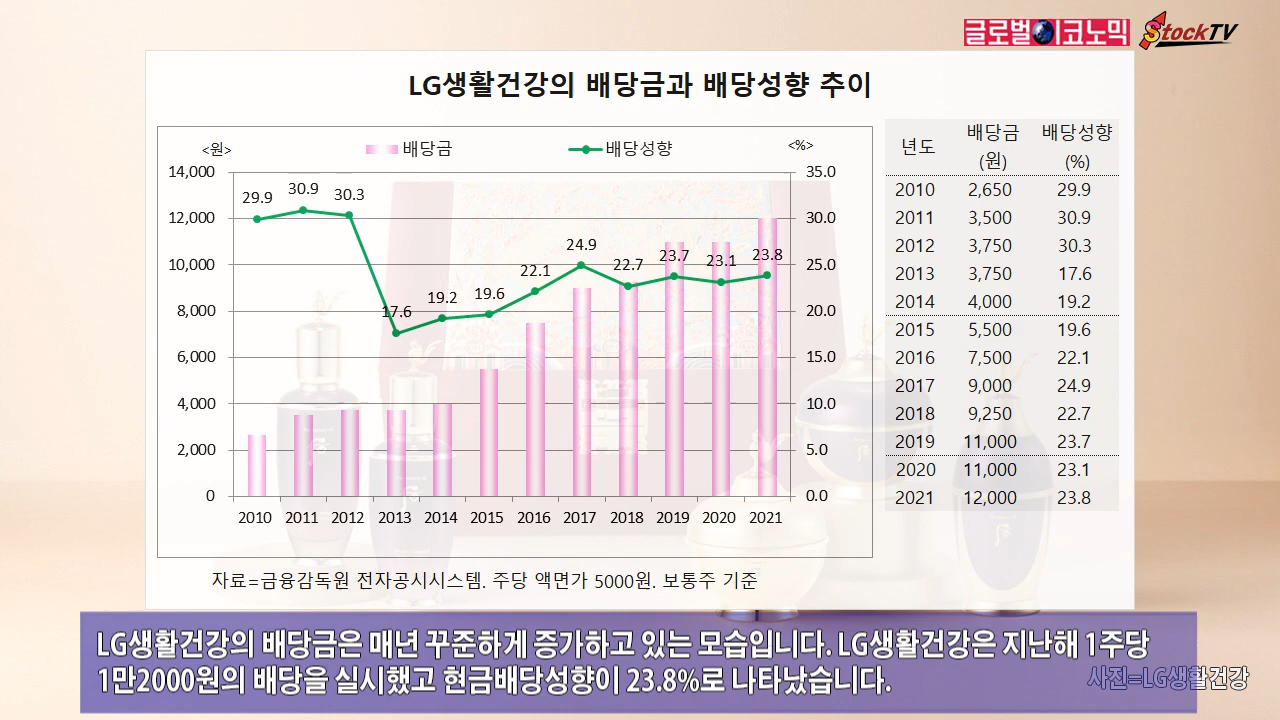 글로벌이코노믹 StockTV
LG생활건강의 배당금과 배당성향 추이
<원> 배당금 배당성향 <%>
14,000 35.0
12,000 30.0
10,000 25.0
8,000 20.0
6,000 15.0
4,000 10.0
2,000 5.0
0 0.0
29.9 30.9 30.3 17.6 19.2 19.6 22.1 24.9 22.7 23.7 23.1 23.8
2010 2011 2012 2013 2014 2015 2016 2017 2018 2019 2020 2021
년도 배당금 (원) 배당성향 (%)
2010 2,650 29.9
2011 3,500 30.9
2012 3,750 30.3
2013 3,750 17.6
2014 4,000 19.2
2015 5,500 19.6
2016 7,500 22.1
2017 9,000 24.9
2018 9,250 22.7
2019 11,000 23.7
2020 11,000 23.1
2021 12,000 23.8
자료=금융감독원 전자공시시스템. 주당 액면가 5000원. 보통주 기준
LG생활건강의 배당금은 매년 꾸준하게 증가하고 있는 모습입니다. LG생활건강은 지난해 1주당
1만2000원의 배당을 실시했고 현금배당성향이 23.8%로 나타났습니다.
사진=LG생활건강